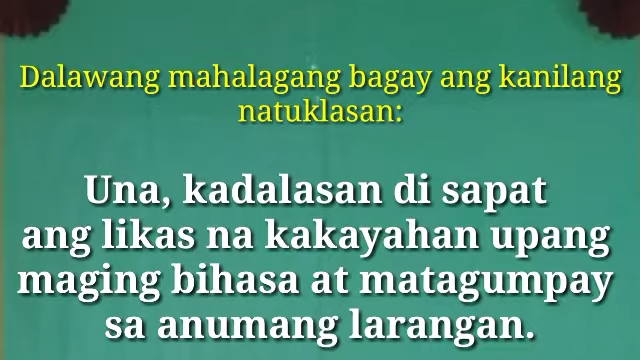 Dalawang mahalagang bagay ang kanilang
natuklasan:
Una, kadalasan di sapat
ang likas na kakayahan upang
maging bihasa at matagumpay
sa anumang larangan.